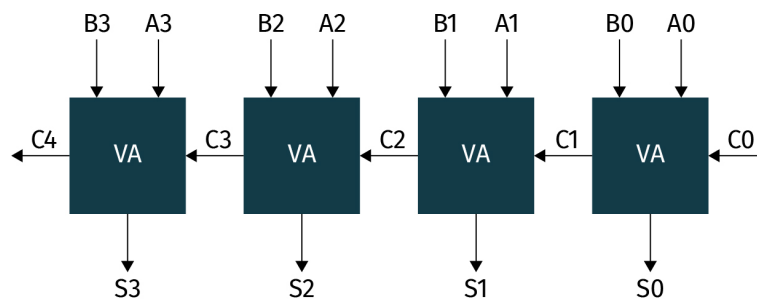 B3 A3 B2 A2 B1 A1 B0 A0
C4 VA C3 VA C2 VA C1 VA C0
S3 S2 S1 S0